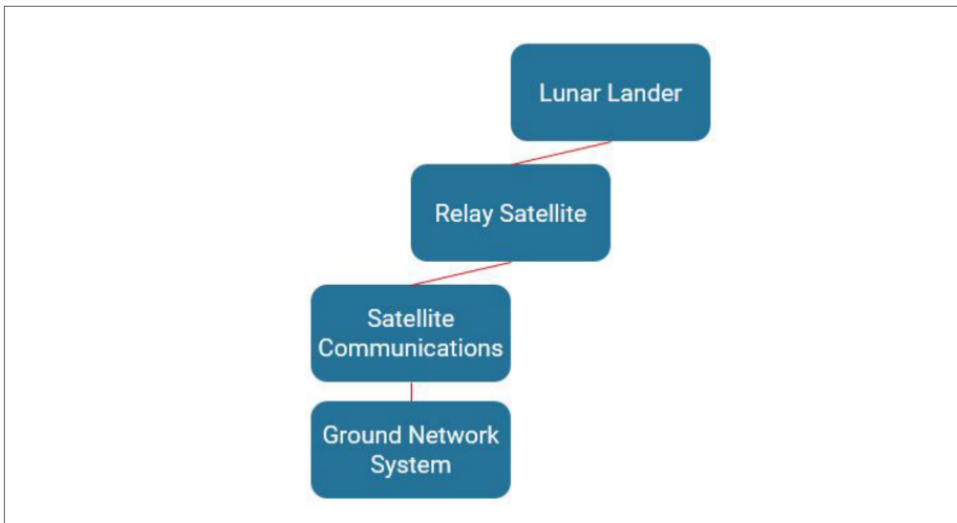 Lunar Lander
Relay Satellite
Satellite
Communications
Ground Network
System